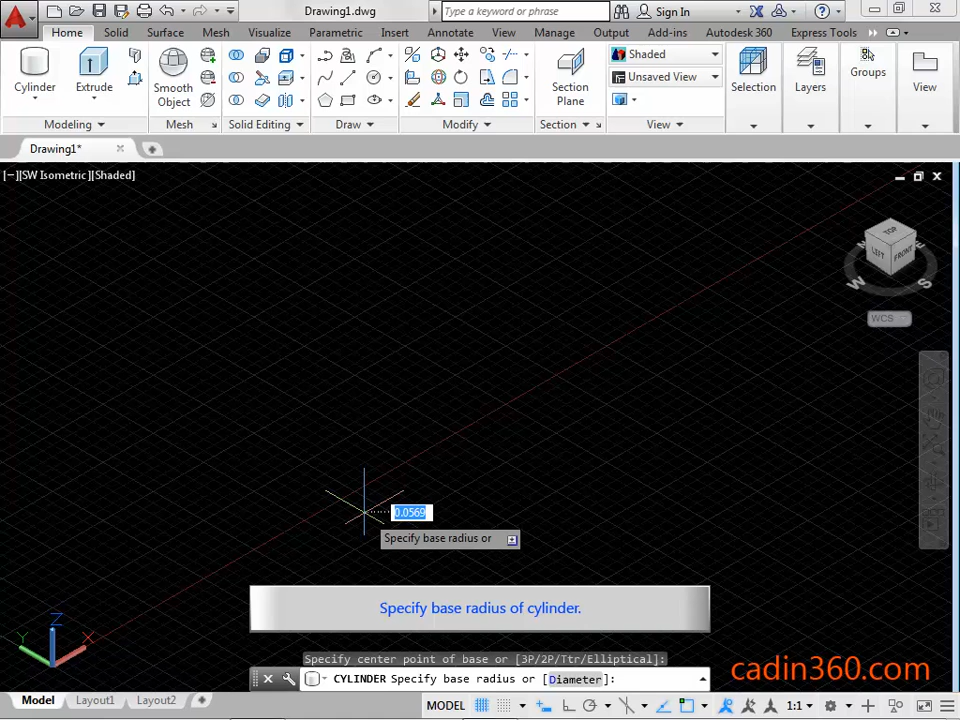 Drawing1.dwg
Type a keyword or phrase
Sign In
Home Solid Surface Mesh Visualize Parametric Insert Annotate View Manage Output Add-ins Autodesk 360 Express Tools
Cylinder
Extrude
Smooth
Object
Section
Plane
Shaded
Unsaved View
Selection
Layers
Groups
View
Modeling Mesh Solid Editing Draw Modify Section View
Drawing1*
[−][SW Isometric][Shaded]
TOP
LEFT
FRONT
N
E
W
S
WCS
0.0569
Specify base radius or
Specify base radius of cylinder.
Z
Y
X
Specify center point of base or [3P/2P/Ttr/Elliptical]:
CYLINDER Specify base radius or [Diameter]:
cadin360.com
Model Layout1 Layout2
MODEL
1:1